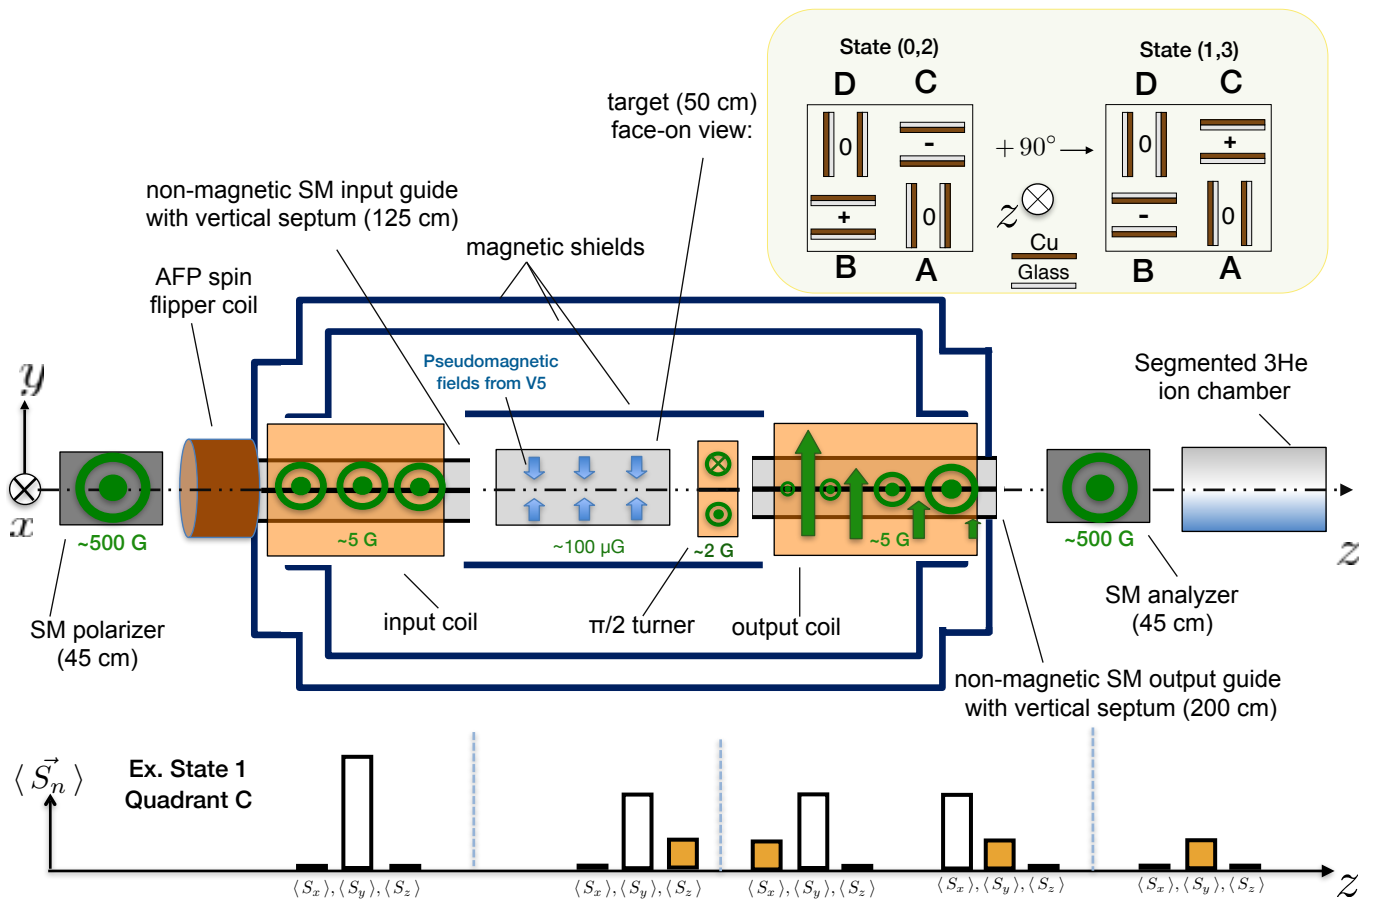 State (0,2)
State (1,3)
D C
D C
target (50 cm)
face-on view:
0
-
+
0
+ 90°
z
0
+
-
0
Cu
Glass
B A
B A
non-magnetic SM input guide
with vertical septum (125 cm)
magnetic shields
AFP spin
flipper coil
Pseudomagnetic
fields from V5
Segmented 3He
ion chamber
y
x
z
~500 G
~5 G
~100 µG
~2 G
~5 G
~500 G
SM polarizer
(45 cm)
input coil
π/2 turner
output coil
SM analyzer
(45 cm)
non-magnetic SM output guide
with vertical septum (200 cm)
⟨ S⃗n ⟩
Ex. State 1
Quadrant C
⟨ Sx ⟩, ⟨ Sy ⟩, ⟨ Sz ⟩
⟨ Sx ⟩, ⟨ Sy ⟩, ⟨ Sz ⟩
⟨ Sx ⟩, ⟨ Sy ⟩, ⟨ Sz ⟩
⟨ Sx ⟩, ⟨ Sy ⟩, ⟨ Sz ⟩
⟨ Sx ⟩, ⟨ Sy ⟩, ⟨ Sz ⟩
z